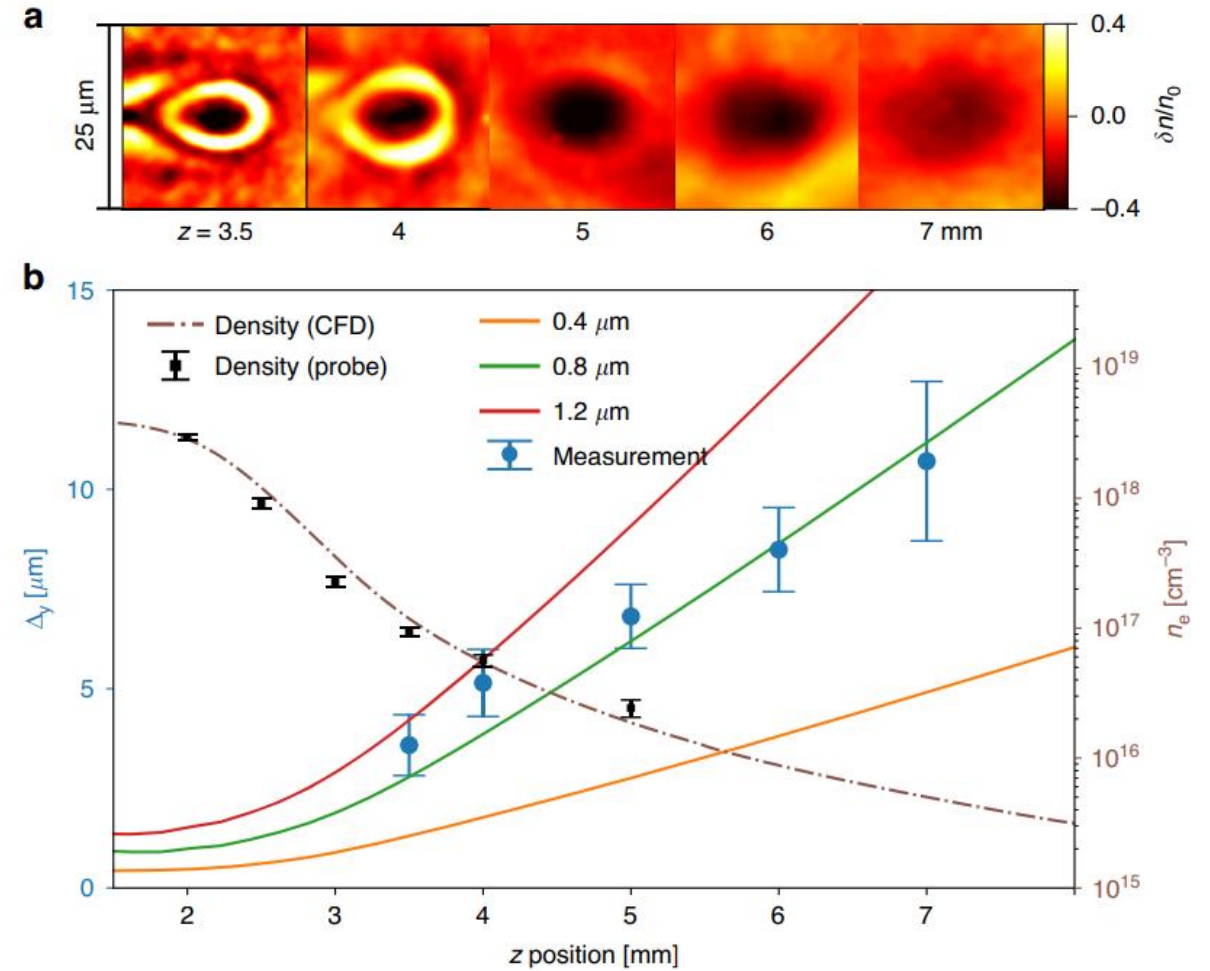 a
25 μm
0.4
0.0
−0.4
δn/n₀
z = 3.5
4
5
6
7 mm
b
15
10
5
0
Δy [μm]
Density (CFD)
Density (probe)
0.4 μm
0.8 μm
1.2 μm
Measurement
10¹⁹
10¹⁸
10¹⁷
10¹⁶
10¹⁵
nₑ [cm⁻³]
2
3
4
5
6
7
z position [mm]